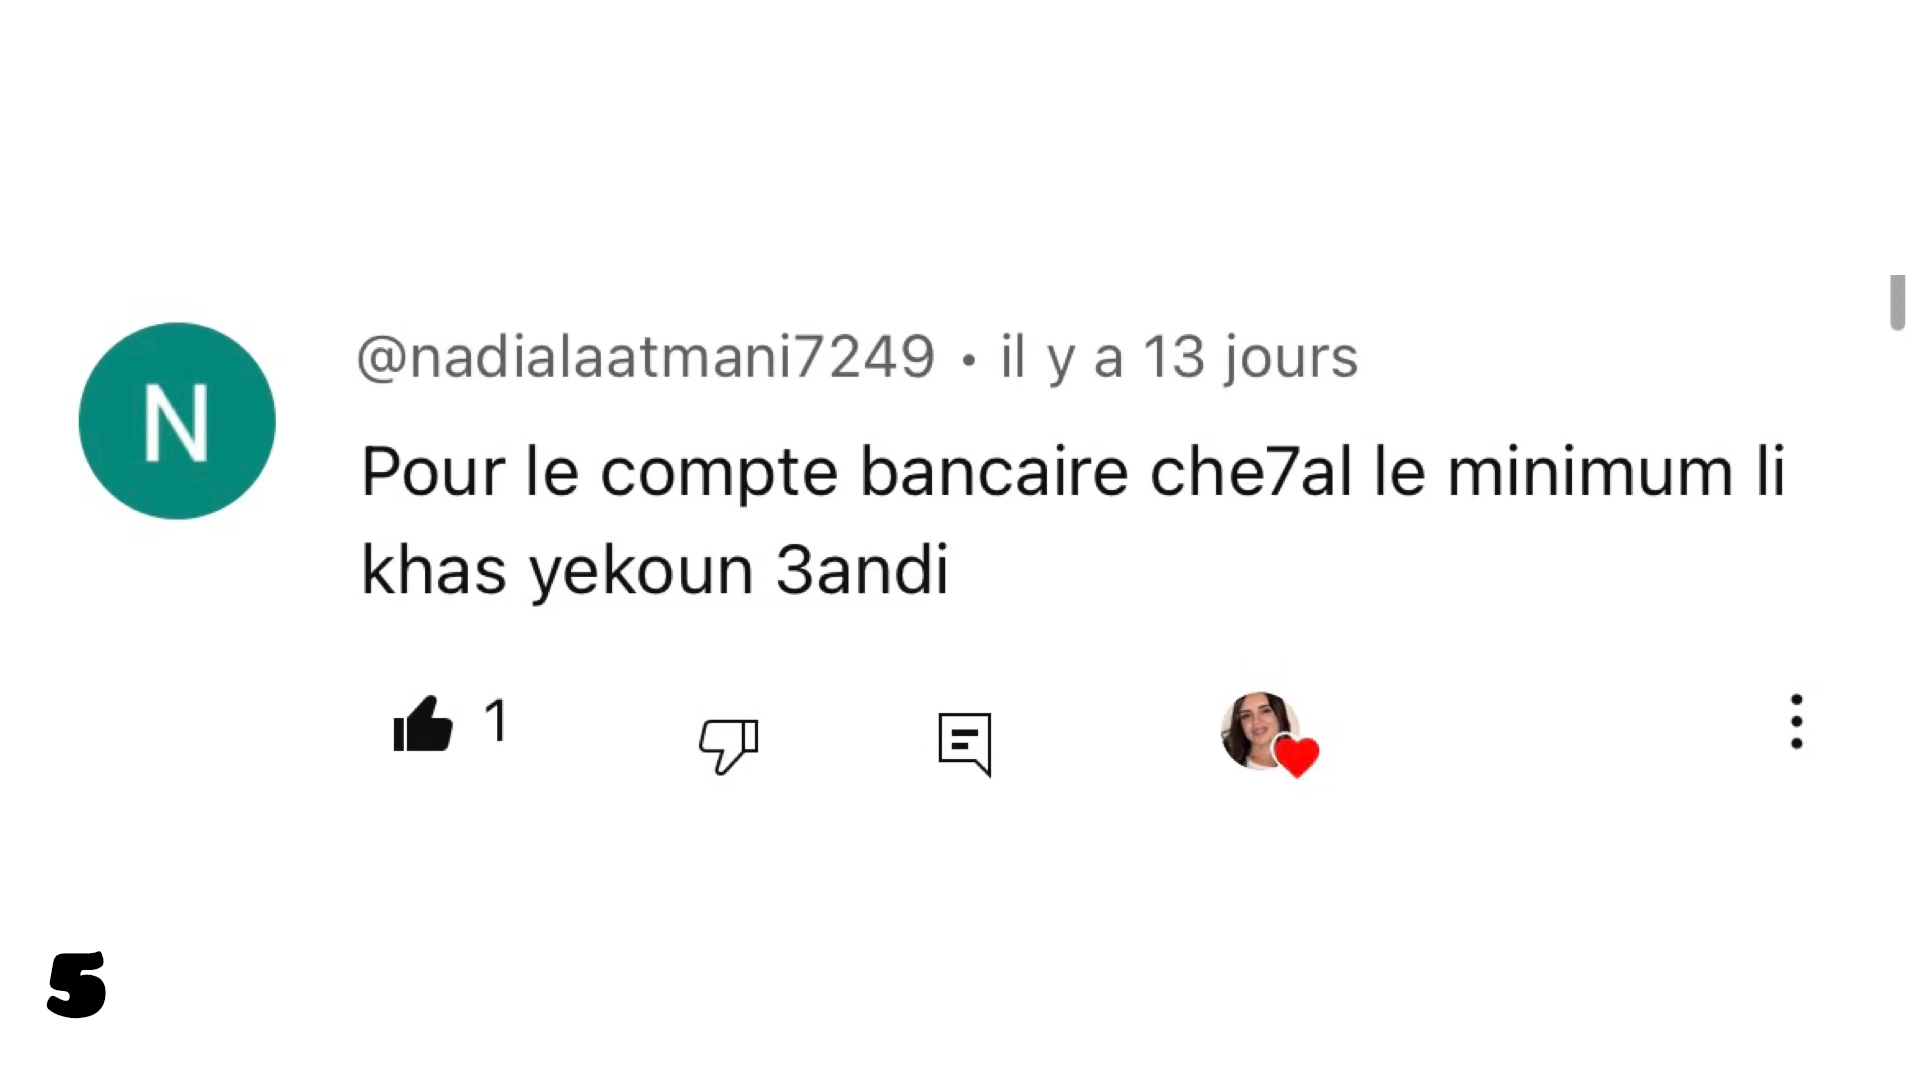 N
@nadialaatmani7249 • il y a 13 jours
Pour le compte bancaire che7al le minimum li
khas yekoun 3andi
1
5